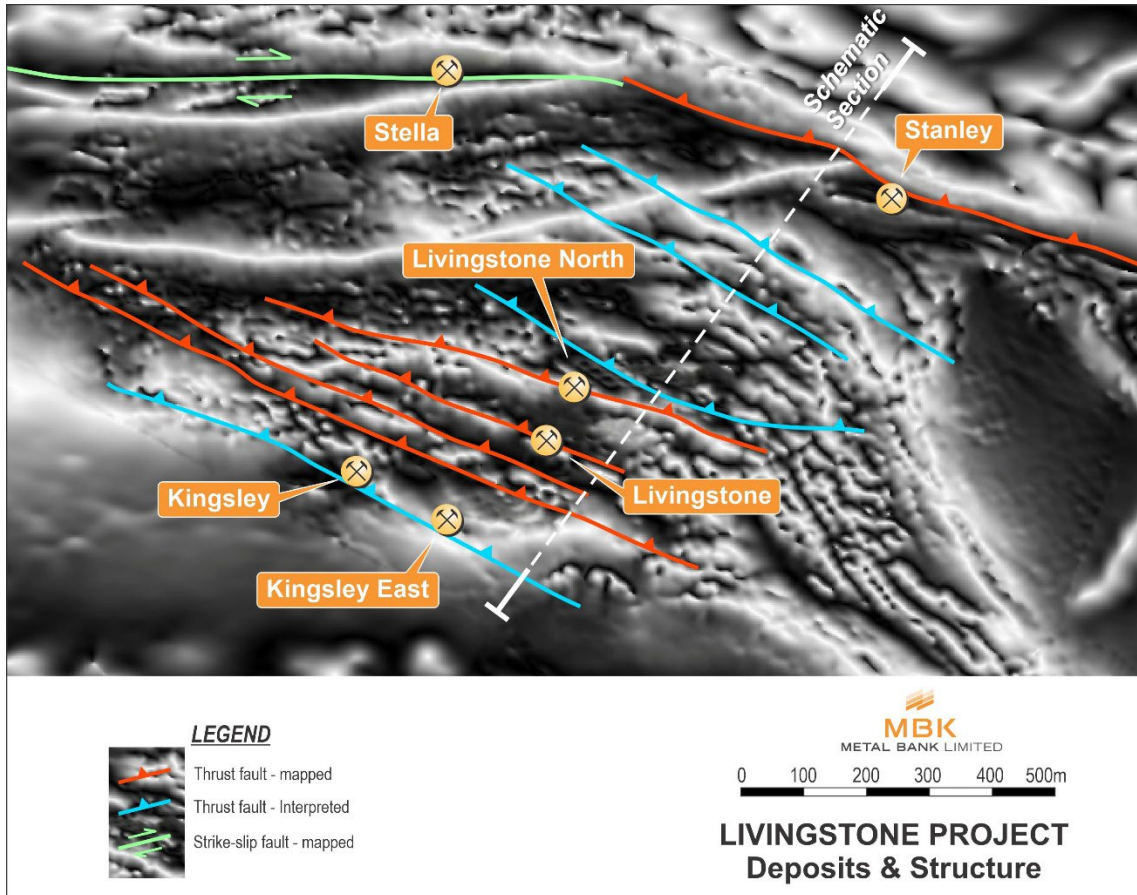 Schematic
Section
Stella
Stanley
Livingstone North
Kingsley
Livingstone
Kingsley East
LEGEND
Thrust fault - mapped
Thrust fault - Interpreted
Strike-slip fault - mapped
MBK
METAL BANK LIMITED
0 100 200 300 400 500m
LIVINGSTONE PROJECT
Deposits & Structure